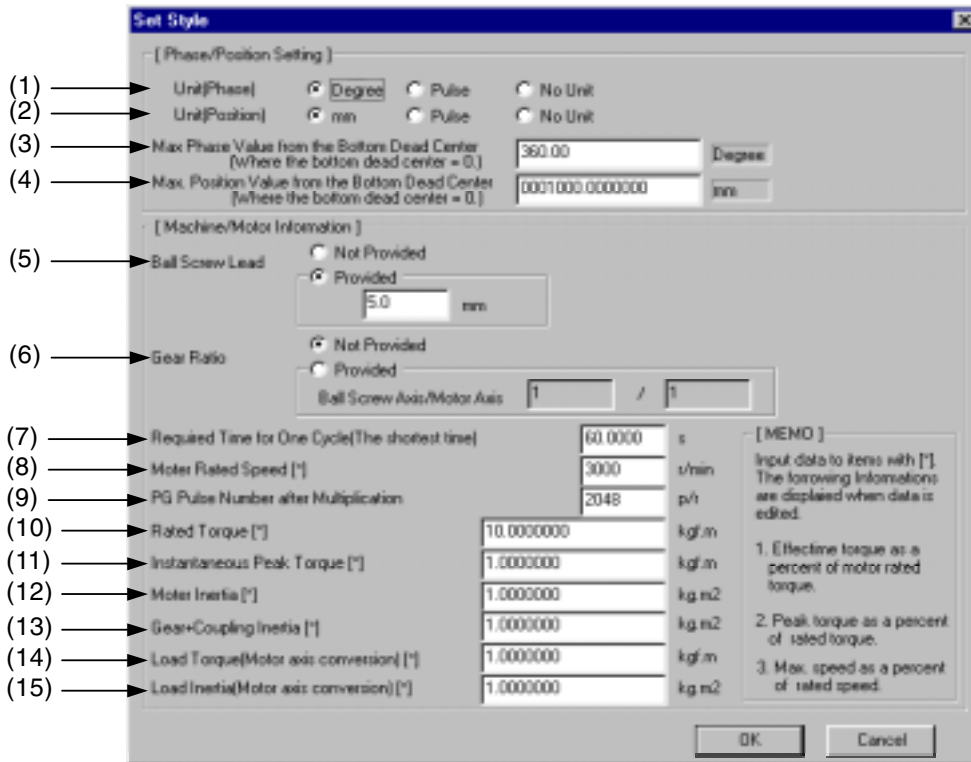 Set Style
[ Phase/Position Setting ]
(1) Unit(Phase) Degree Pulse No Unit
(2) Unit(Position) mm Pulse No Unit
(3) Max Phase Value from the Bottom Dead Center 360.00 Degree
(Where the bottom dead center = 0.)
(4) Max. Position Value from the Bottom Dead Center 0001000.0000000 mm
(Where the bottom dead center = 0.)
[ Machine/Motor Information ]
(5) Ball Screw Lead Not Provided
Provided
5.0 mm
(6) Gear Ratio Not Provided
Provided
Ball Screw Axis/Motor Axis 1 / 1
(7) Required Time for One Cycle(The shortest time) 60.0000 s
(8) Moter Rated Speed [*] 3000 r/min
(9) PG Pulse Number after Multiplication 2048 p/r
(10) Rated Torque [*] 10.0000000 kgf.m
(11) Instantaneous Peak Torque [*] 1.0000000 kgf.m
(12) Moter Inertia [*] 1.0000000 kg.m2
(13) Gear+Coupling Inertia [*] 1.0000000 kg.m2
(14) Load Torque(Motor axis conversion) [*] 1.0000000 kgf.m
(15) Load Inertia(Motor axis conversion) [*] 1.0000000 kg.m2
[ MEMO ]
Input data to items with [*].
The forrowing Informations
are displaied when data is
edited.
1. Effectime torque as a
percent of motor rated
torque.
2. Peak torque as a percent
of rated torque.
3. Max. speed as a percent
of rated speed.
OK Cancel